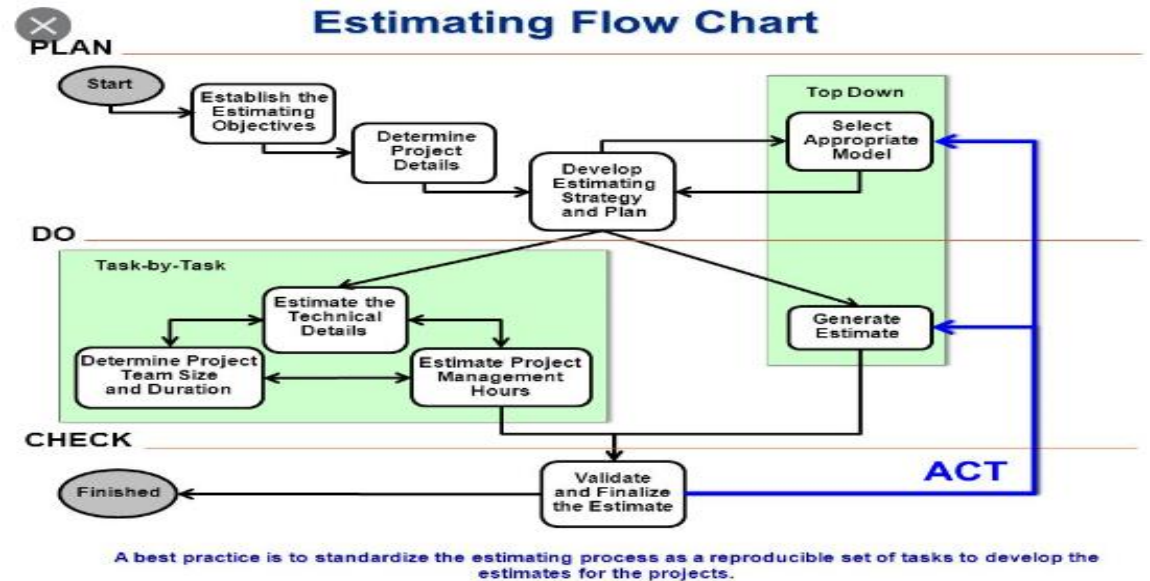 Estimating Flow Chart
PLAN
Start
Establish the
Estimating
Objectives
Determine
Project
Details
Develop
Estimating
Strategy
and Plan
Top Down
Select
Appropriate
Model
DO
Task-by-Task
Estimate the
Technical
Details
Determine Project
Team Size
and Duration
Estimate Project
Management
Hours
Generate
Estimate
CHECK
Finished
Validate
and Finalize
the Estimate
ACT
A best practice is to standardize the estimating process as a reproducible set of tasks to develop the
estimates for the projects.